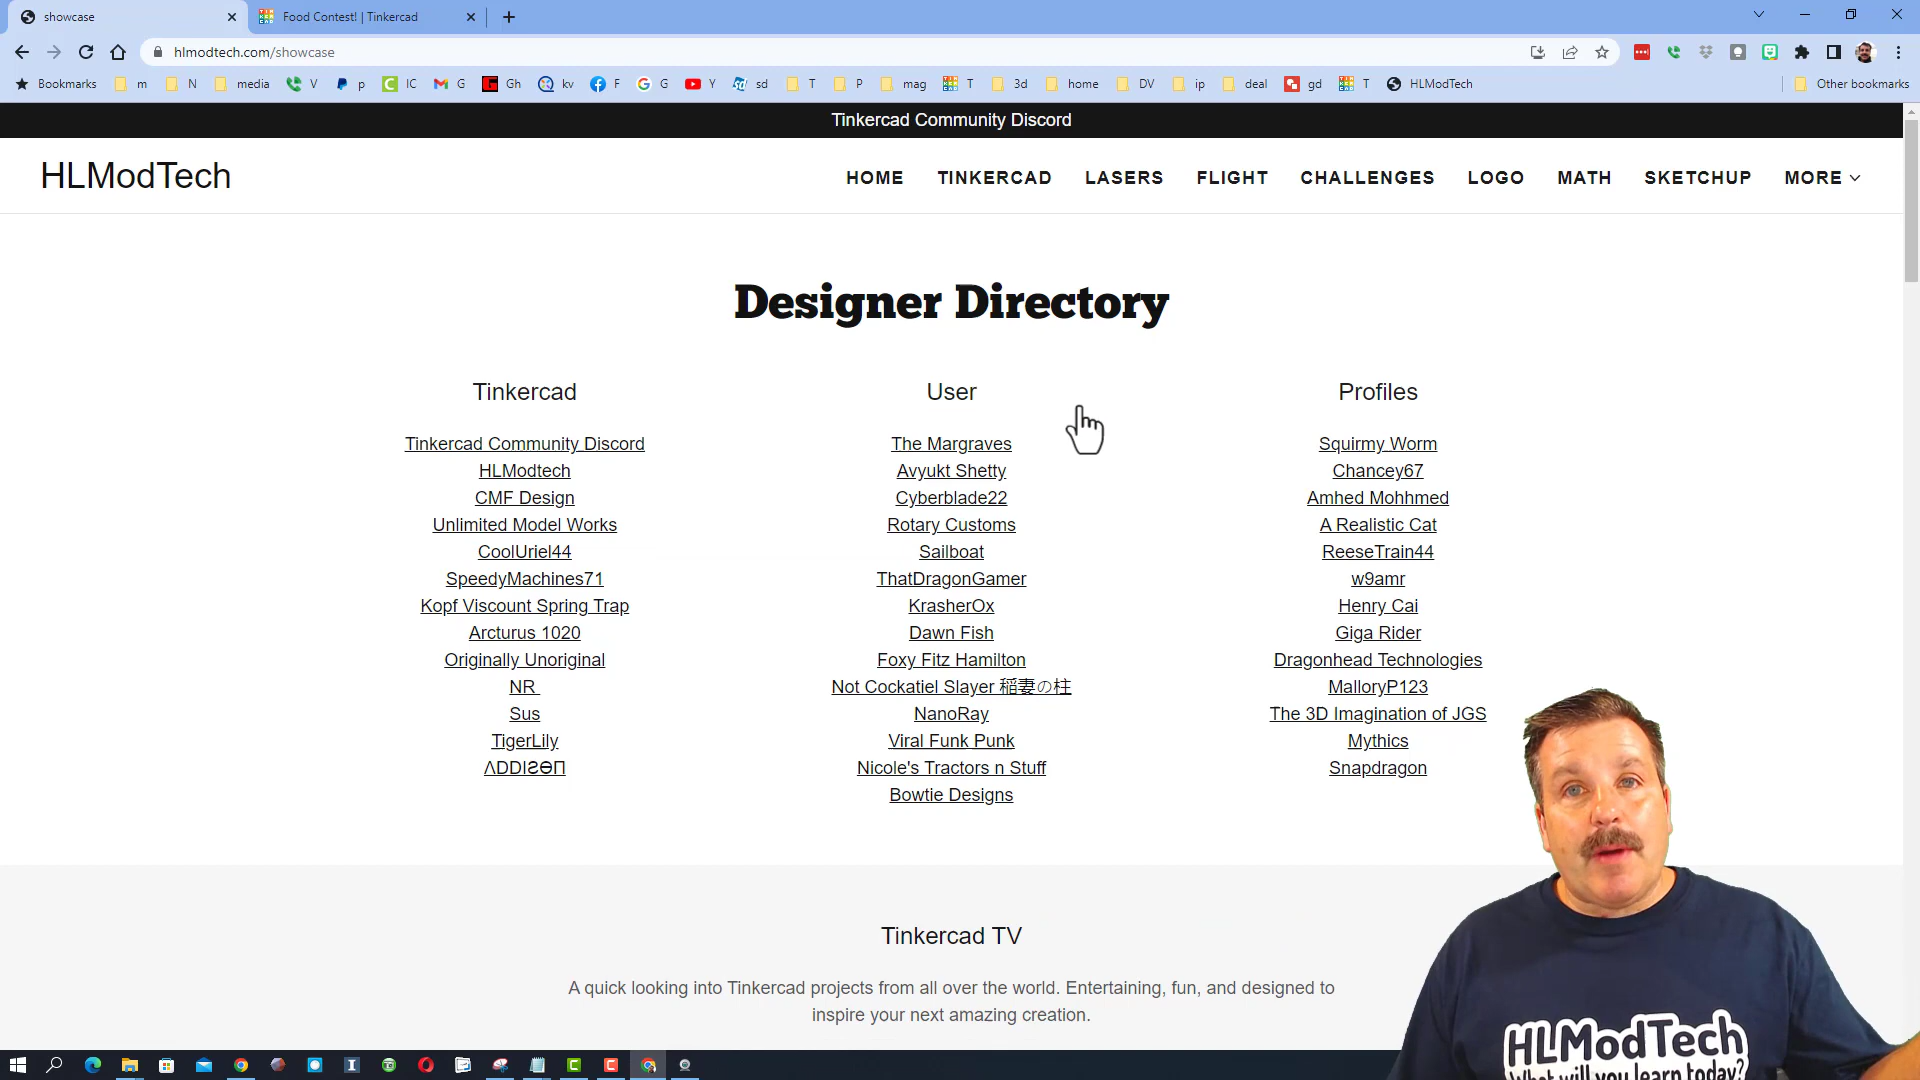 showcase
Food Contest! | Tinkercad
hlmodtech.com/showcase
Bookmarks m N media V p IC G Gh kv F G Y sd T P mag T 3d home DV ip deal gd T HLModTech Other bookmarks
Tinkercad Community Discord
HLModTech
HOME TINKERCAD LASERS FLIGHT CHALLENGES LOGO MATH SKETCHUP MORE
Designer Directory
Tinkercad
Tinkercad Community Discord
HLModtech
CMF Design
Unlimited Model Works
CoolUriel44
SpeedyMachines71
Kopf Viscount Spring Trap
Arcturus 1020
Originally Unoriginal
NR
Sus
TigerLily
ΛDDIƧӨП
User
The Margraves
Avyukt Shetty
Cyberblade22
Rotary Customs
Sailboat
ThatDragonGamer
KrasherOx
Dawn Fish
Foxy Fitz Hamilton
Not Cockatiel Slayer 稲妻の柱
NanoRay
Viral Funk Punk
Nicole's Tractors n Stuff
Bowtie Designs
Profiles
Squirmy Worm
Chancey67
Amhed Mohhmed
A Realistic Cat
ReeseTrain44
w9amr
Henry Cai
Giga Rider
Dragonhead Technologies
MalloryP123
The 3D Imagination of JGS
Mythics
Snapdragon
Tinkercad TV
A quick looking into Tinkercad projects from all over the world. Entertaining, fun, and designed to
inspire your next amazing creation.
HLModTech
What will you learn today?